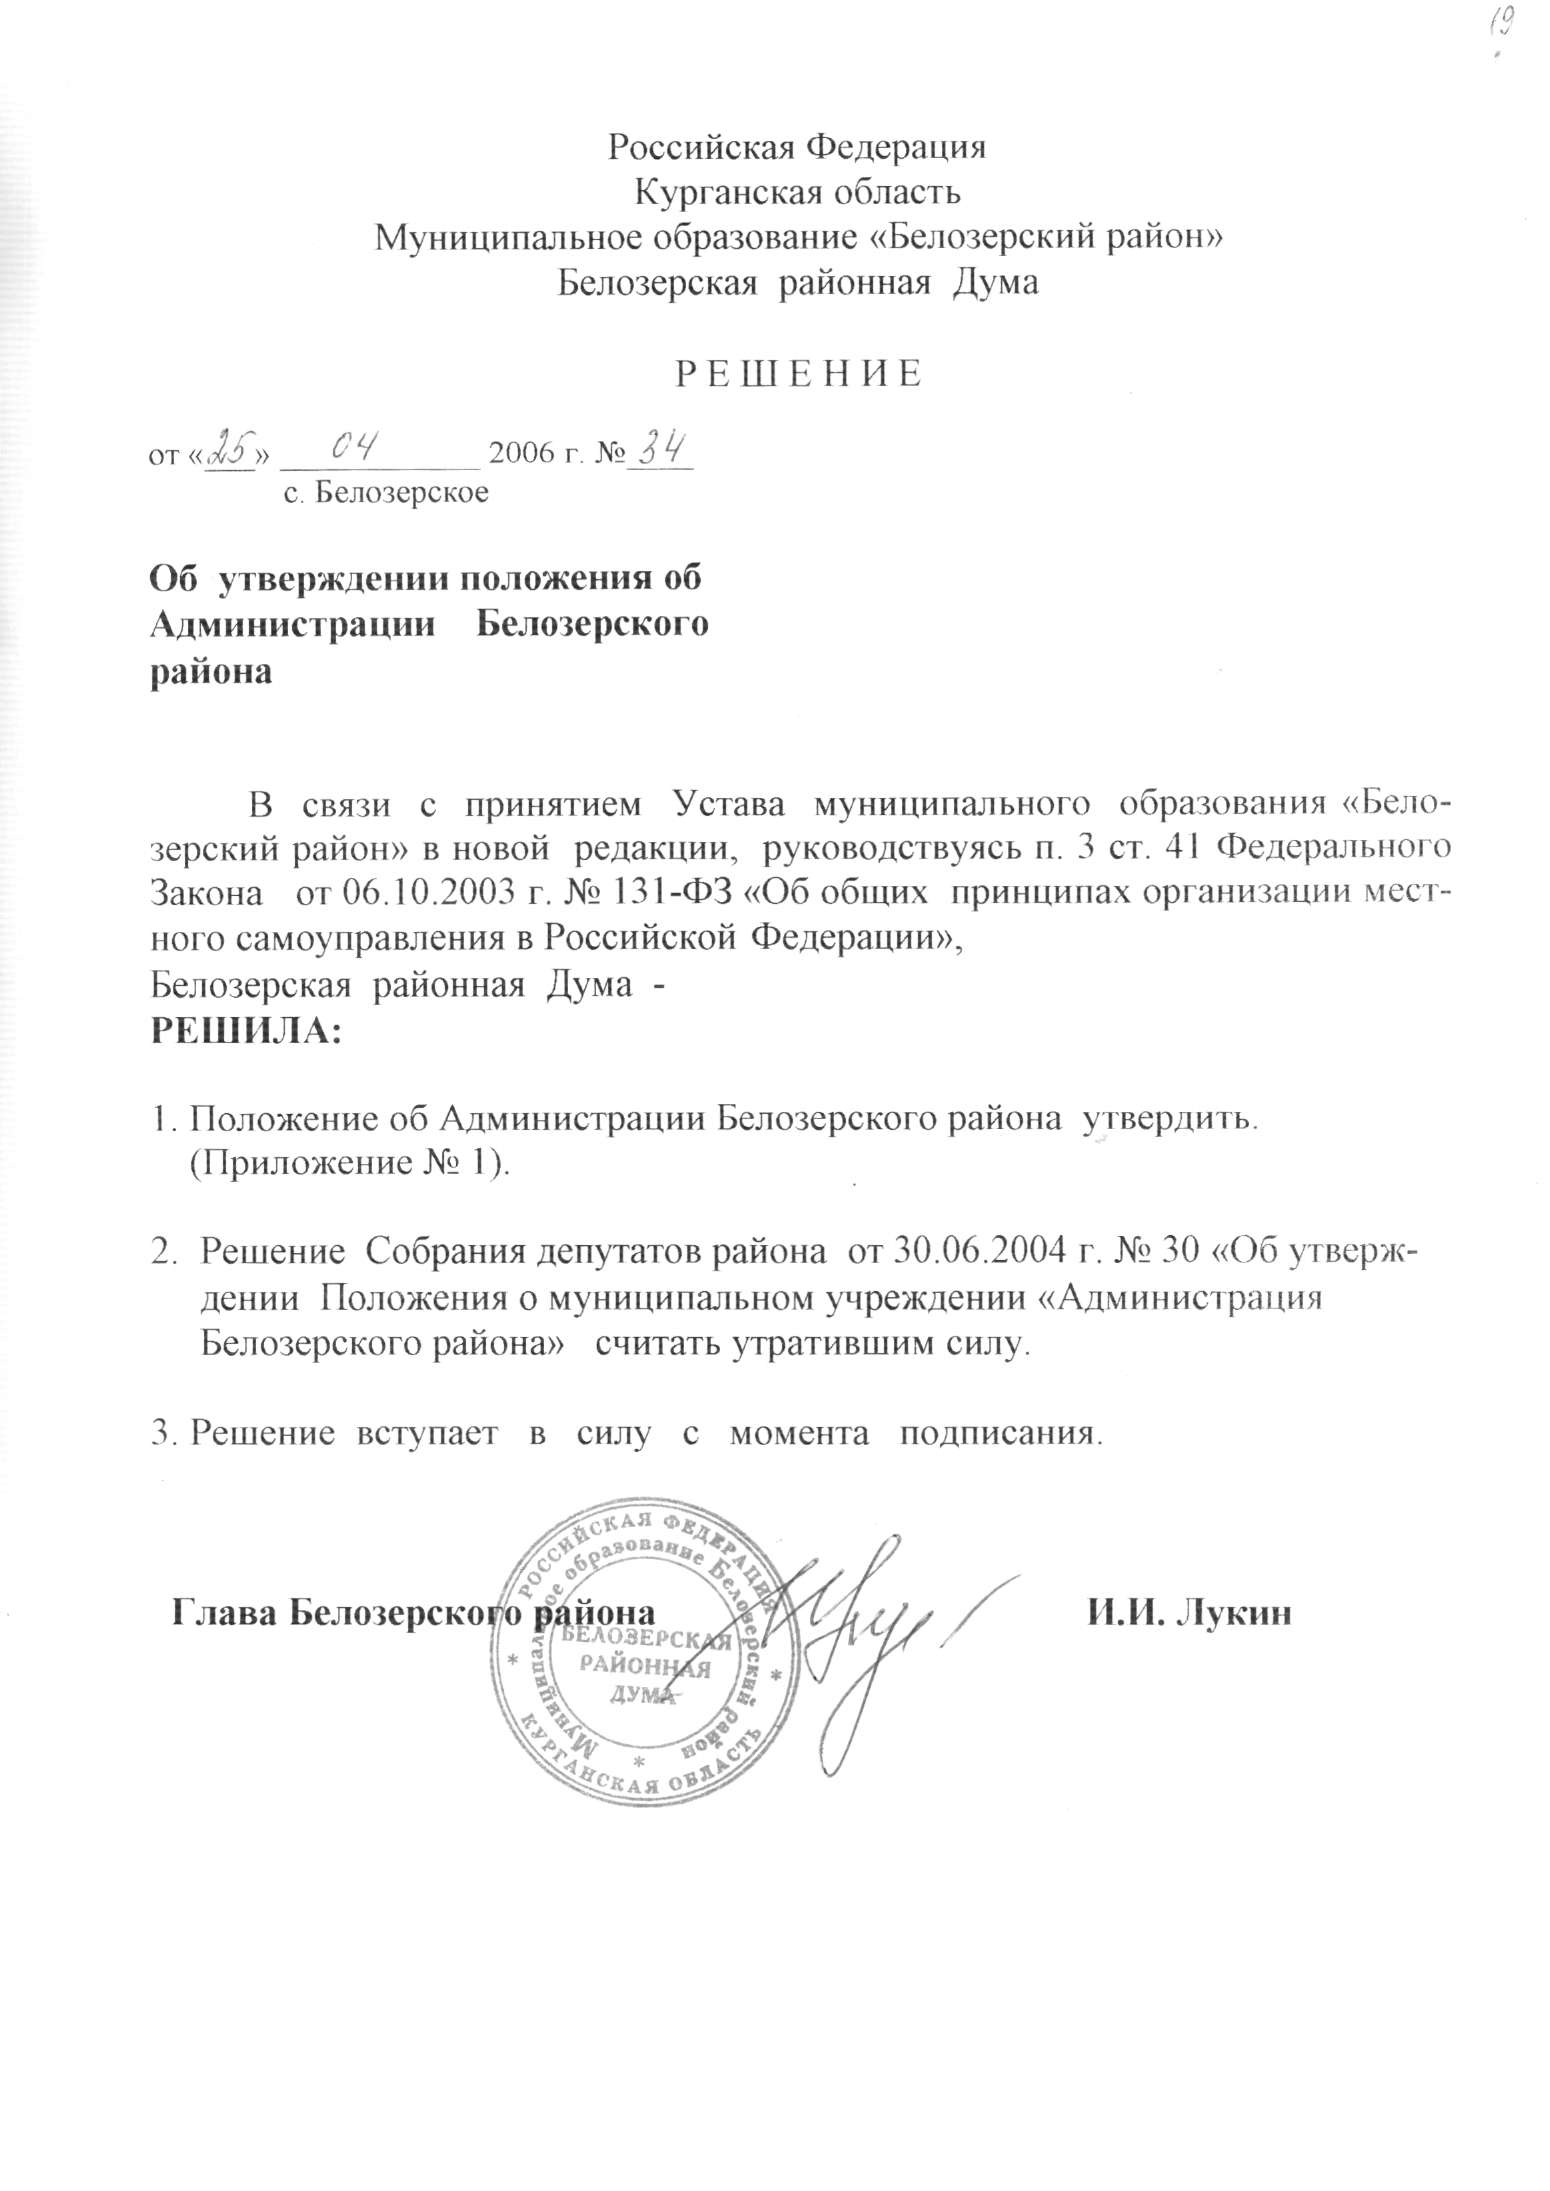 19
Российская Федерация
Курганская область
Муниципальное образование «Белозерский район»
Белозерская районная Дума
Р Е Ш Е Н И Е
от «25» 04 2006 г. № 34
с. Белозерское
Об утверждении положения об
Администрации Белозерского
района
В связи с принятием Устава муниципального образования «Бело-
зерский район» в новой редакции, руководствуясь п. 3 ст. 41 Федерального
Закона от 06.10.2003 г. № 131-ФЗ «Об общих принципах организации мест-
ного самоуправления в Российской Федерации»,
Белозерская районная Дума -
РЕШИЛА:
1. Положение об Администрации Белозерского района утвердить.
(Приложение № 1).
2. Решение Собрания депутатов района от 30.06.2004 г. № 30 «Об утверж-
дении Положения о муниципальном учреждении «Администрация
Белозерского района» считать утратившим силу.
3. Решение вступает в силу с момента подписания.
Глава Белозерского района И.И. Лукин
РОССИЙСКАЯ ФЕДЕРАЦИЯ
* КУРГАНСКАЯ ОБЛАСТЬ *
Муниципальное образование Белозерский район *
БЕЛОЗЕРСКАЯ
РАЙОННАЯ
ДУМА